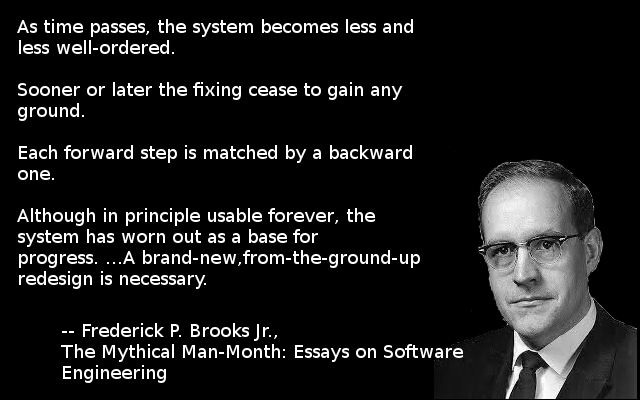 As time passes, the system becomes less and
less well-ordered.
Sooner or later the fixing cease to gain any
ground.
Each forward step is matched by a backward
one.
Although in principle usable forever, the
system has worn out as a base for
progress. ...A brand-new,from-the-ground-up
redesign is necessary.
-- Frederick P. Brooks Jr.,
The Mythical Man-Month: Essays on Software
Engineering